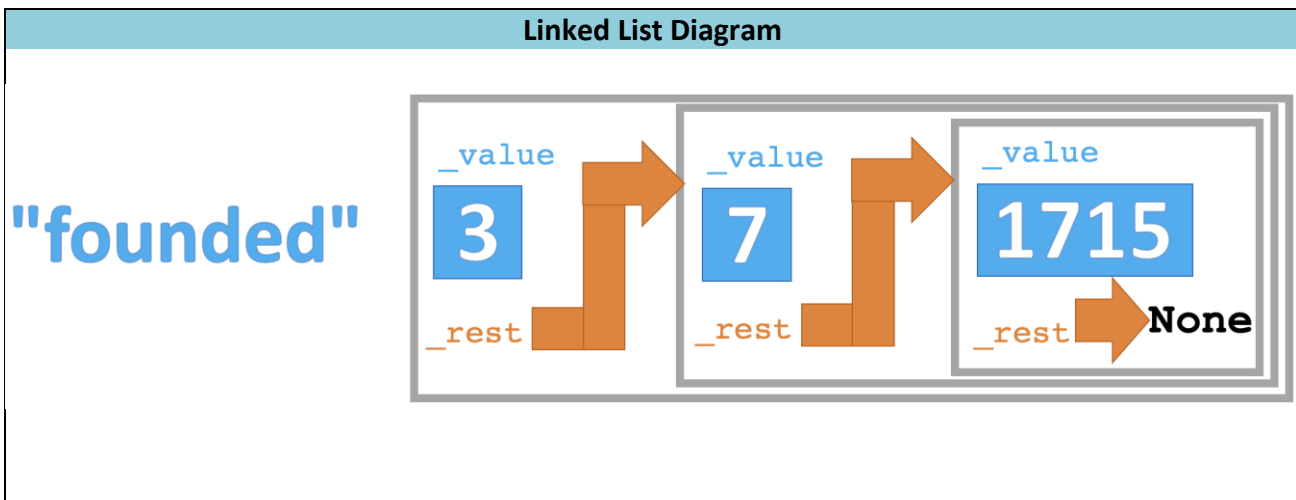 Linked List Diagram
"founded"
_value
3
_rest
_value
7
_rest
_value
1715
_rest
None